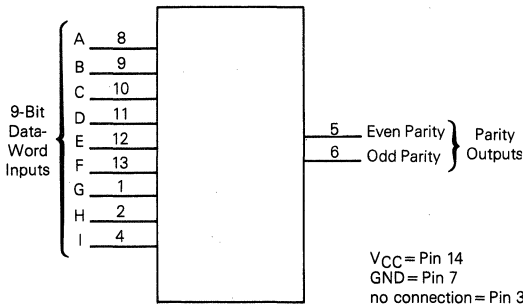 A 8
B 9
C 10
D 11
E 12
F 13
G 1
H 2
I 4
9-Bit
Data-
Word
Inputs
5 Even Parity
6 Odd Parity
Parity
Outputs
VCC = Pin 14
GND = Pin 7
no connection = Pin 3